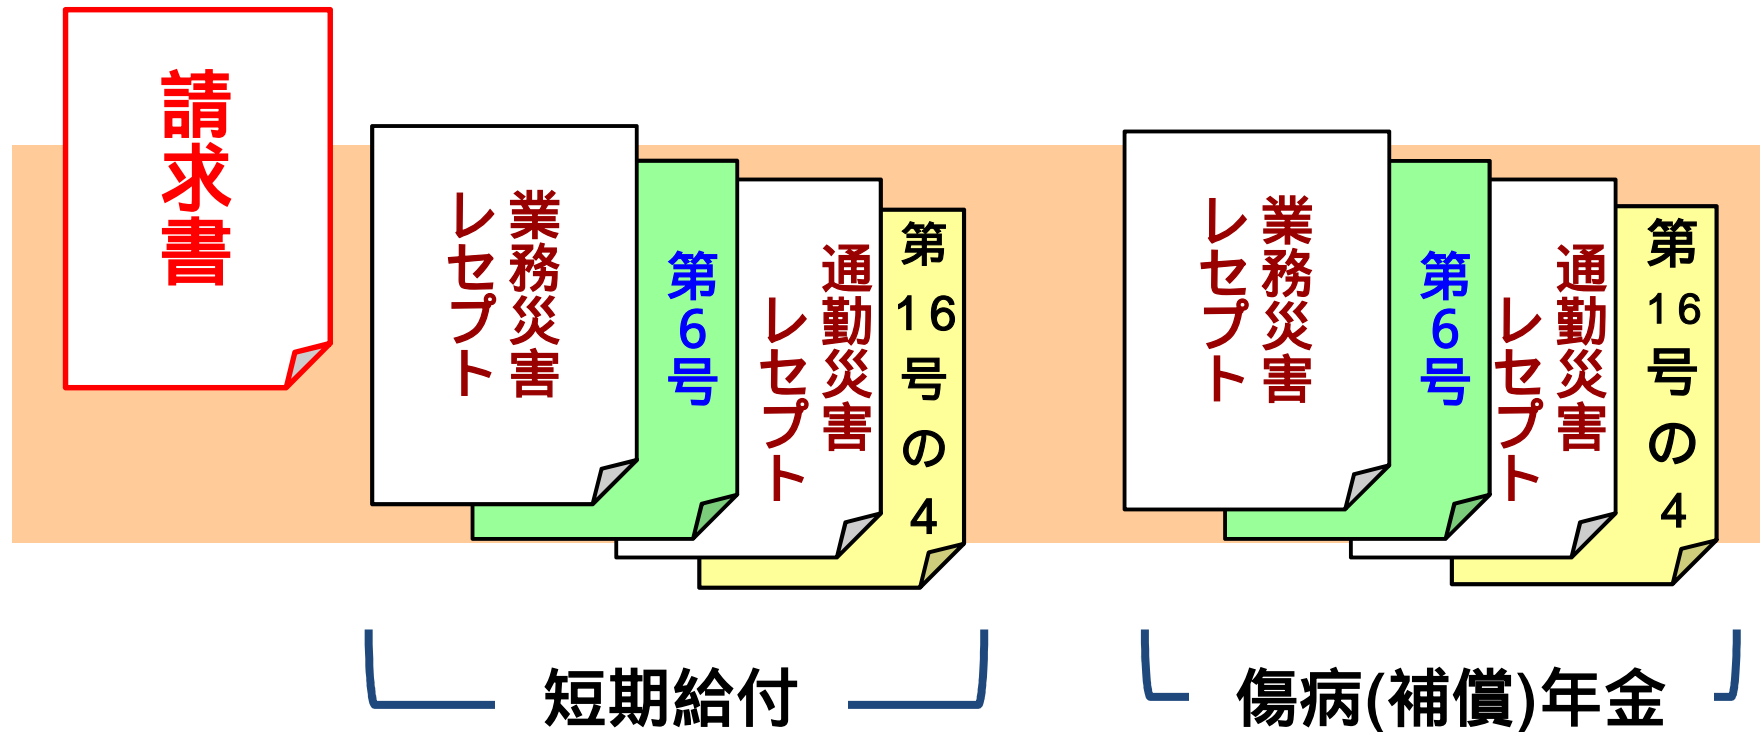 請求書
業務災害
レセプト
第6号
通勤災害
レセプト
第16号の4
業務災害
レセプト
第6号
通勤災害
レセプト
第16号の4
短期給付
傷病(補償)年金